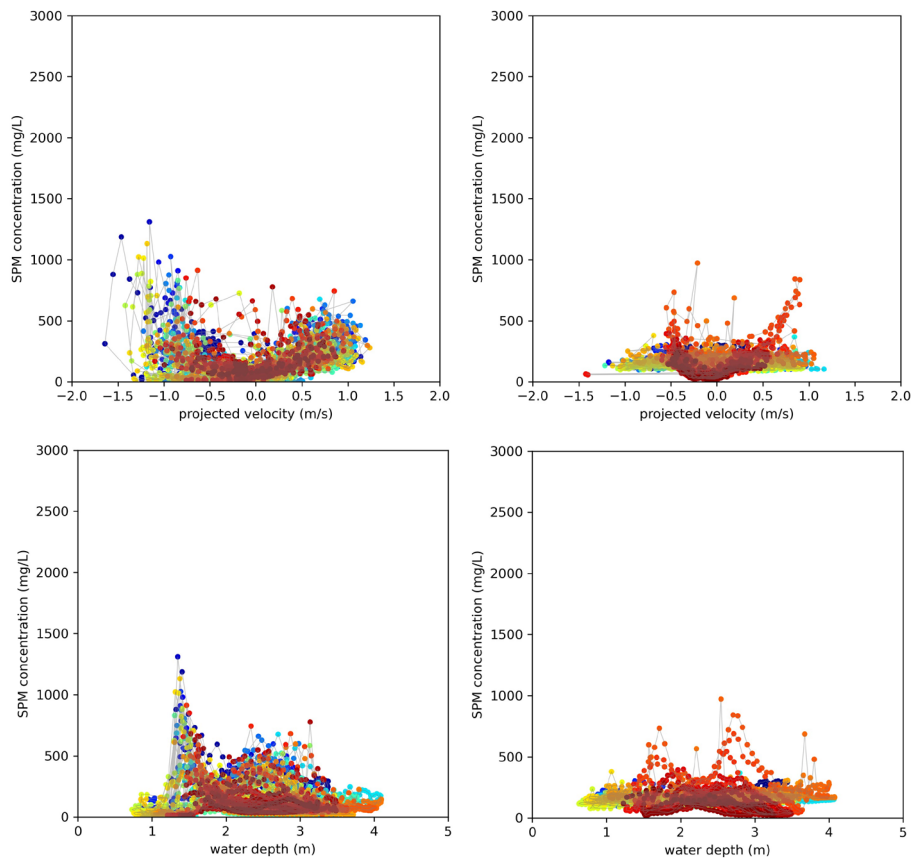 3000
2500
2000
1500
1000
500
0
SPM concentration (mg/L)
−2.0 −1.5 −1.0 −0.5 0.0 0.5 1.0 1.5 2.0
projected velocity (m/s)
3000
2500
2000
1500
1000
500
0
SPM concentration (mg/L)
−2.0 −1.5 −1.0 −0.5 0.0 0.5 1.0 1.5 2.0
projected velocity (m/s)
3000
2500
2000
1500
1000
500
0
SPM concentration (mg/L)
0 1 2 3 4 5
water depth (m)
3000
2500
2000
1500
1000
500
0
SPM concentration (mg/L)
0 1 2 3 4 5
water depth (m)